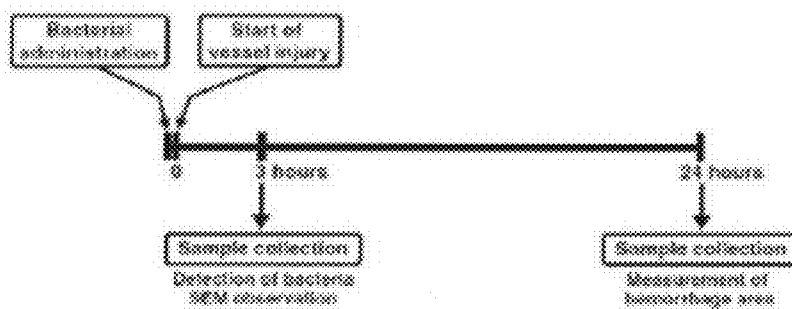 Bacterial
administration
Start of
vessel injury
0
3 hours
24 hours
Sample collection
Detection of bacteria
SEM observation
Sample collection
Measurement of
hemorrhage area